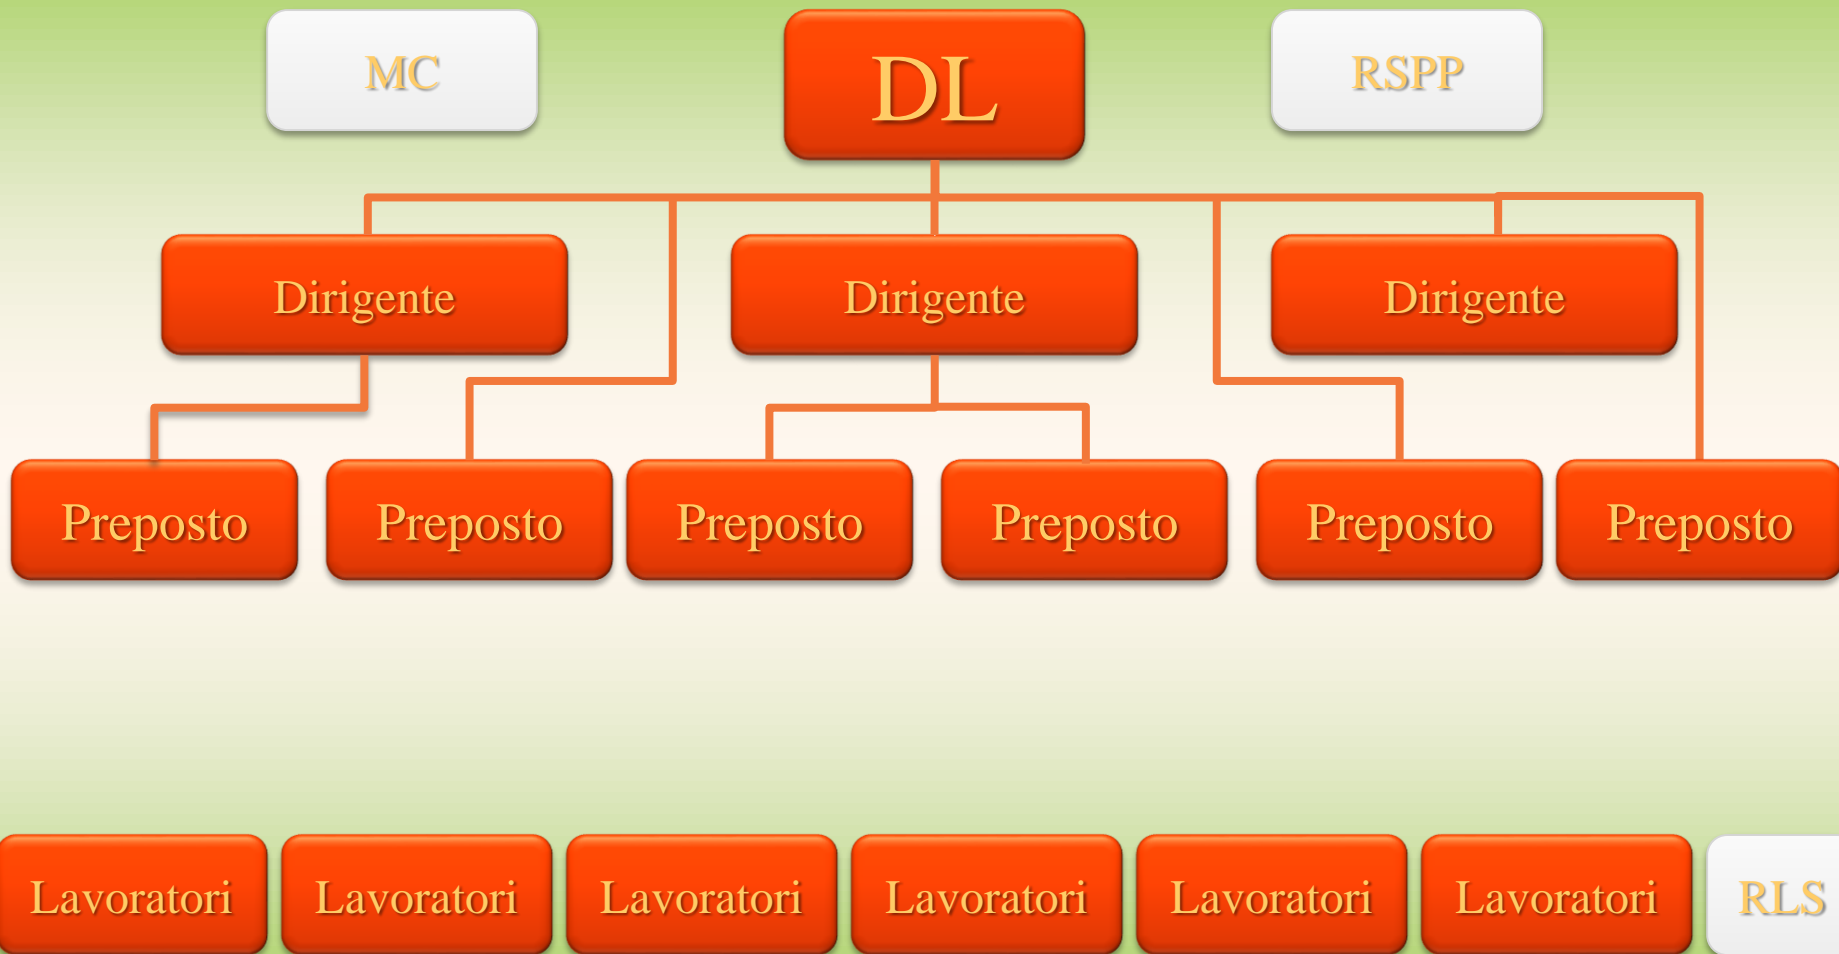 MC
DL
RSPP
Dirigente
Dirigente
Dirigente
Preposto
Preposto
Preposto
Preposto
Preposto
Preposto
Lavoratori
Lavoratori
Lavoratori
Lavoratori
Lavoratori
Lavoratori
RLS